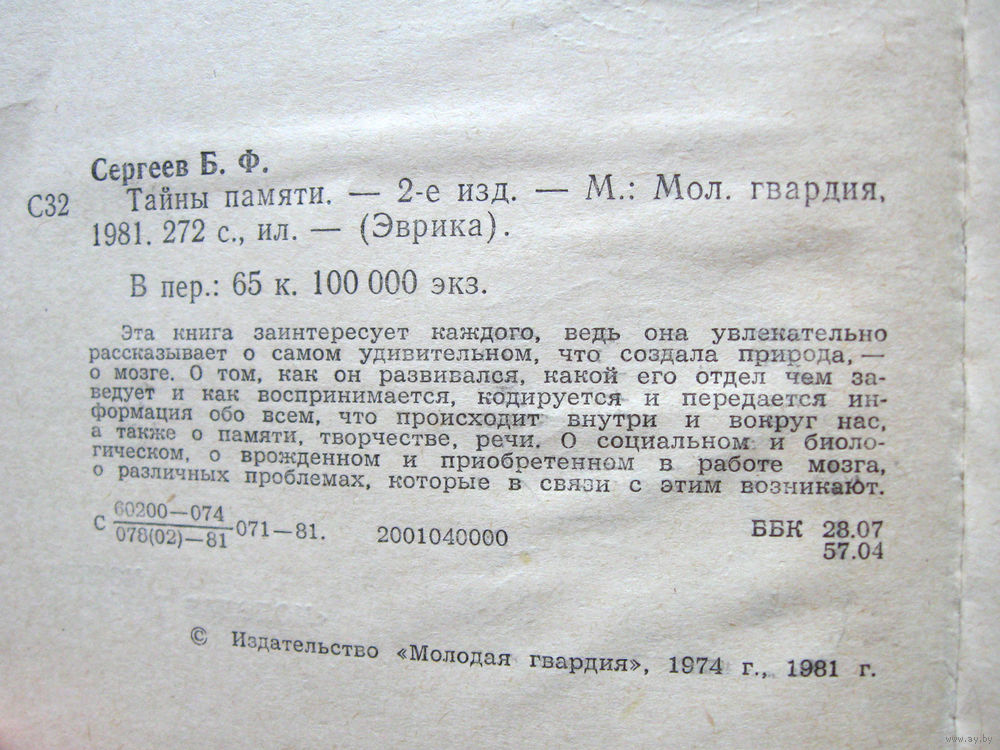 Сергеев Б. Ф.
С32 Тайны памяти. — 2-е изд. — М.: Мол. гвардия,
1981. 272 с., ил. — (Эврика).
В пер.: 65 к. 100 000 экз.
Эта книга заинтересует каждого, ведь она увлекательно
рассказывает о самом удивительном, что создала природа, —
о мозге. О том, как он развивался, какой его отдел чем за-
ведует и как воспринимается, кодируется и передается ин-
формация обо всем, что происходит внутри и вокруг нас,
а также о памяти, творчестве, речи. О социальном и биоло-
гическом, о врожденном и приобретенном в работе мозга,
о различных проблемах, которые в связи с этим возникают.
С 60200—074
078(02)—81 071—81. 2001040000
ББК 28.07
57.04
© Издательство «Молодая гвардия», 1974 г., 1981 г.
www.ay.by